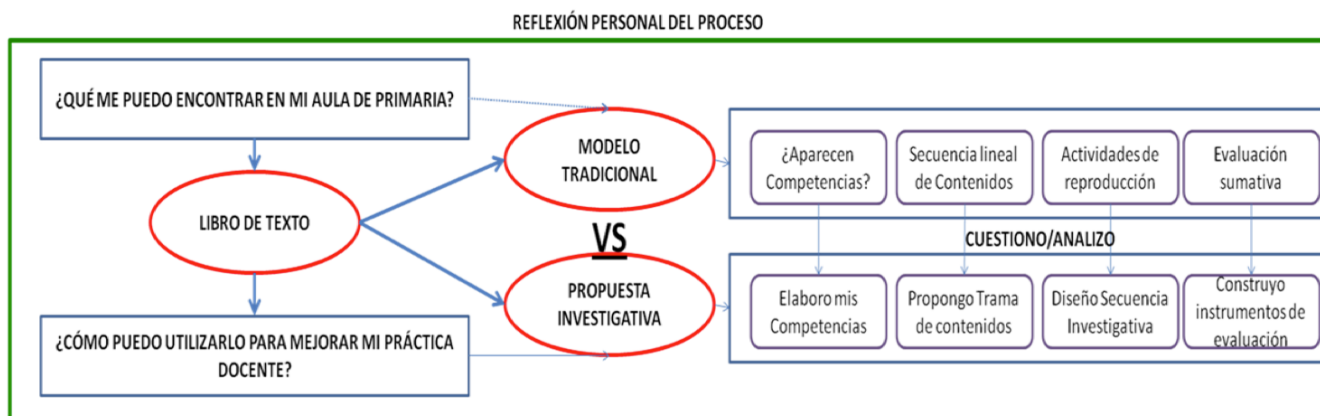 REFLEXIÓN PERSONAL DEL PROCESO
¿QUÉ ME PUEDO ENCONTRAR EN MI AULA DE PRIMARIA?
LIBRO DE TEXTO
¿CÓMO PUEDO UTILIZARLO PARA MEJORAR MI PRÁCTICA
DOCENTE?
MODELO
TRADICIONAL
VS
PROPUESTA
INVESTIGATIVA
¿Aparecen
Competencias?
Secuencia lineal
de Contenidos
Actividades de
reproducción
Evaluación
sumativa
CUESTIONO/ANALIZO
Elaboro mis
Competencias
Propongo Trama
de contenidos
Diseño Secuencia
Investigativa
Construyo
instrumentos de
evaluación